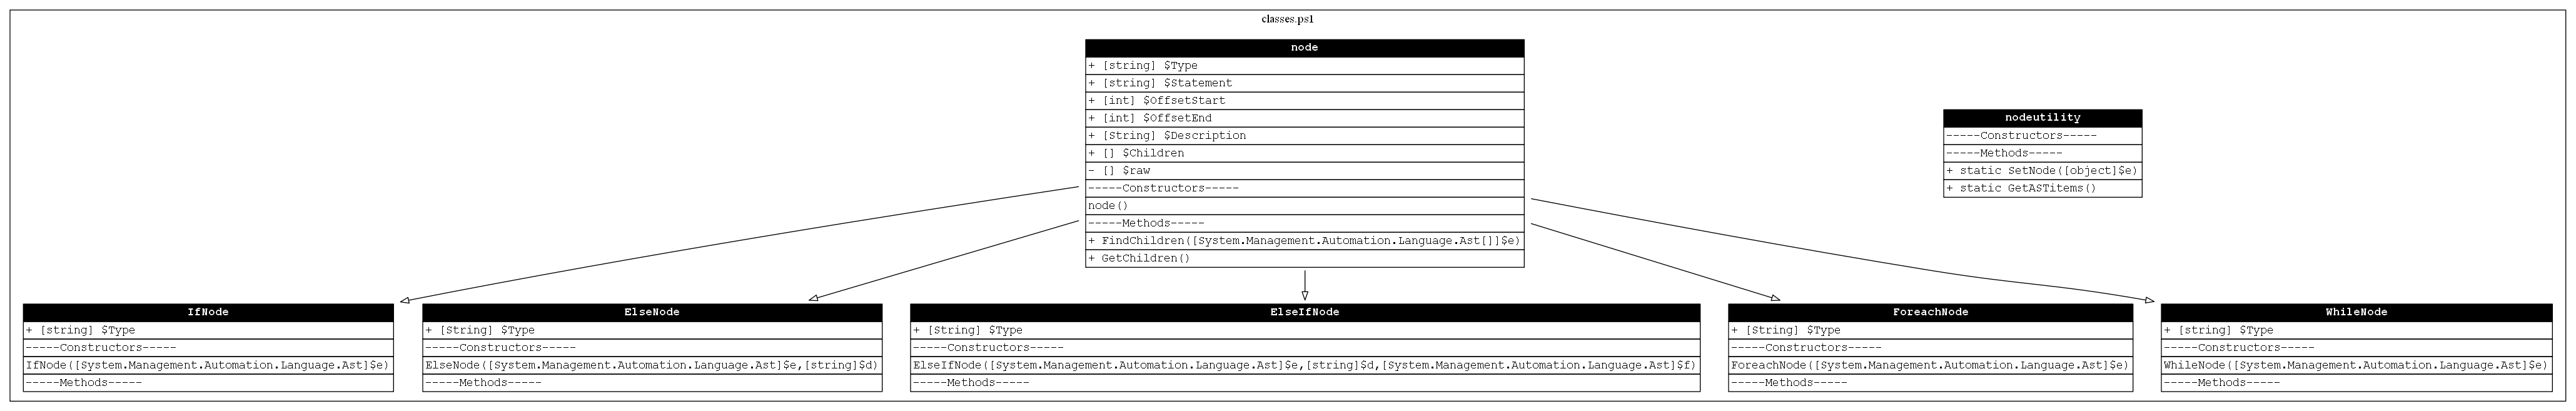 classes.ps1
node
+ [string] $Type
+ [string] $Statement
+ [int] $OffsetStart
+ [int] $OffsetEnd
+ [String] $Description
+ [] $Children
- [] $raw
-----Constructors-----
node()
-----Methods-----
+ FindChildren([System.Management.Automation.Language.Ast[]]$e)
+ GetChildren()
nodeutility
-----Constructors-----
-----Methods-----
+ static SetNode([object]$e)
+ static GetASTitems()
IfNode
+ [string] $Type
-----Constructors-----
IfNode([System.Management.Automation.Language.Ast]$e)
-----Methods-----
ElseNode
+ [String] $Type
-----Constructors-----
ElseNode([System.Management.Automation.Language.Ast]$e,[string]$d)
-----Methods-----
ElseIfNode
+ [String] $Type
-----Constructors-----
ElseIfNode([System.Management.Automation.Language.Ast]$e,[string]$d,[System.Management.Automation.Language.Ast]$f)
-----Methods-----
ForeachNode
+ [String] $Type
-----Constructors-----
ForeachNode([System.Management.Automation.Language.Ast]$e)
-----Methods-----
WhileNode
+ [string] $Type
-----Constructors-----
WhileNode([System.Management.Automation.Language.Ast]$e)
-----Methods-----